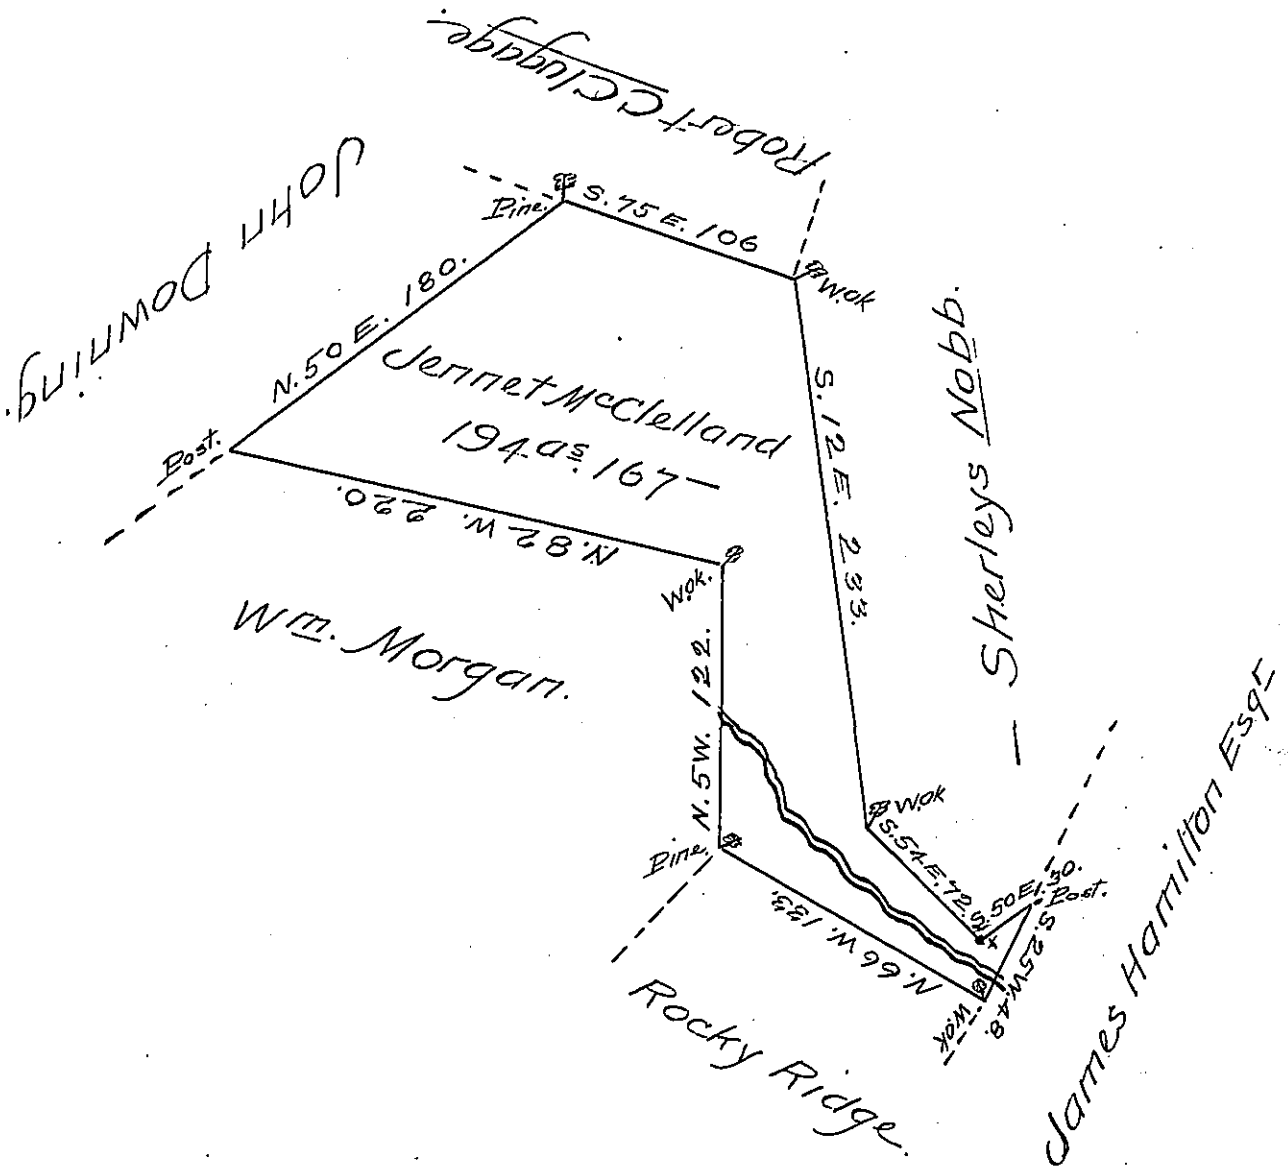 Robert CCluggage.
John Downing.
Pine.
S. 75 E. 106
W.ok
N. 50 E. 180.
Jennet McClelland
194 as. 167 —
Post.
N. 82 W. 220.
W.ok.
Wm. Morgan.
S. 12 E. 233.
— Sherleys Nobb.
N. 5 W. 122.
W.ok
S. 54 E. 72.
50 E. 30.
Post.
S. 25 W. 48.
Pine.
N. 66 W. 133.
W.ok
Rocky Ridge.
James Hamilton Esqr